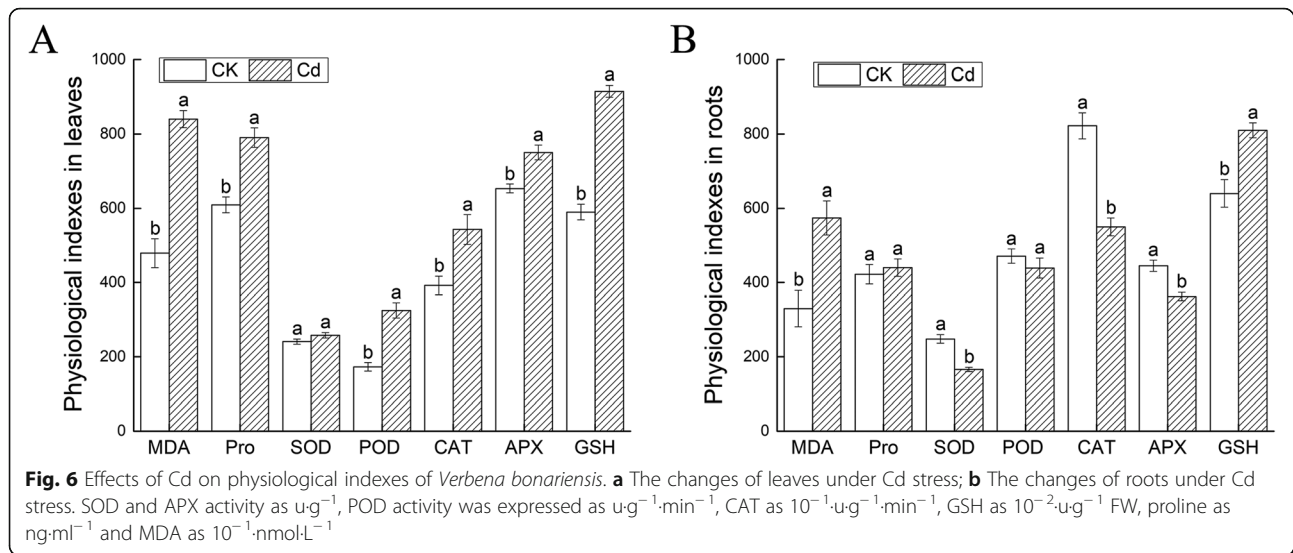 A
Physiological indexes in leaves
1000
800
600
400
200
0
CK Cd
b a b a a a b a b a b a b a
MDA Pro SOD POD CAT APX GSH
B
Physiological indexes in roots
1000
800
600
400
200
0
CK Cd
b a a a a b a a a b a b b a
MDA Pro SOD POD CAT APX GSH
Fig. 6 Effects of Cd on physiological indexes of Verbena bonariensis. a The changes of leaves under Cd stress; b The changes of roots under Cd
stress. SOD and APX activity as u·g⁻¹, POD activity was expressed as u·g⁻¹·min⁻¹, CAT as 10⁻¹·u·g⁻¹·min⁻¹, GSH as 10⁻²·u·g⁻¹ FW, proline as
ng·ml⁻¹ and MDA as 10⁻¹·nmol·L⁻¹